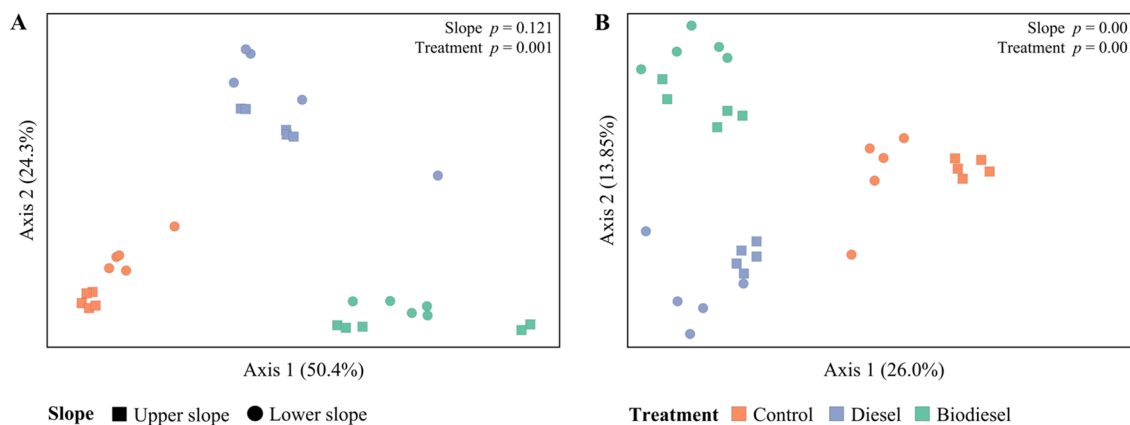 A
Slope p = 0.121
Treatment p = 0.001
Axis 2 (24.3%)
Axis 1 (50.4%)
B
Slope p = 0.00
Treatment p = 0.00
Axis 2 (13.85%)
Axis 1 (26.0%)
Slope Upper slope Lower slope
Treatment Control Diesel Biodiesel